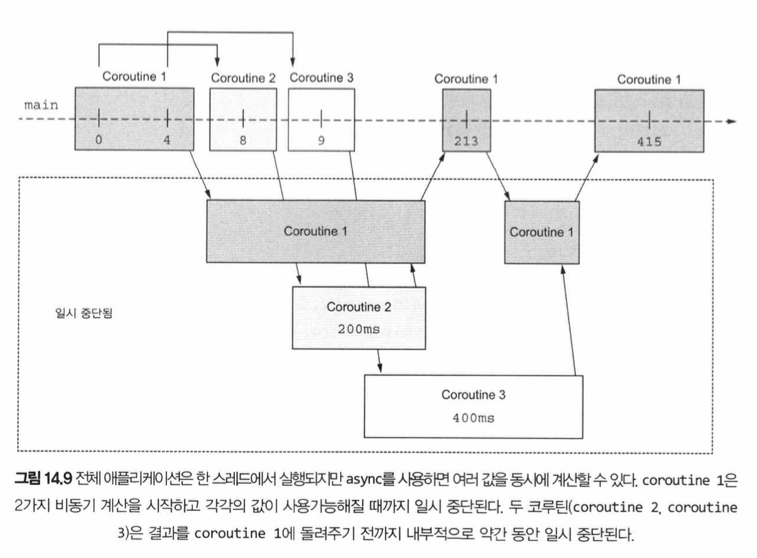 Coroutine 1
Coroutine 2
Coroutine 3
Coroutine 1
Coroutine 1
main
0
4
8
9
213
415
Coroutine 1
Coroutine 1
Coroutine 2
200ms
일시 중단됨
Coroutine 3
400ms
그림 14.9 전체 애플리케이션은 한 스레드에서 실행되지만 async를 사용하면 여러 값을 동시에 계산할 수 있다. coroutine 1은
2가지 비동기 계산을 시작하고 각각의 값이 사용가능해질 때까지 일시 중단된다. 두 코루틴(coroutine 2, coroutine
3)은 결과를 coroutine 1에 돌려주기 전까지 내부적으로 약간 동안 일시 중단된다.